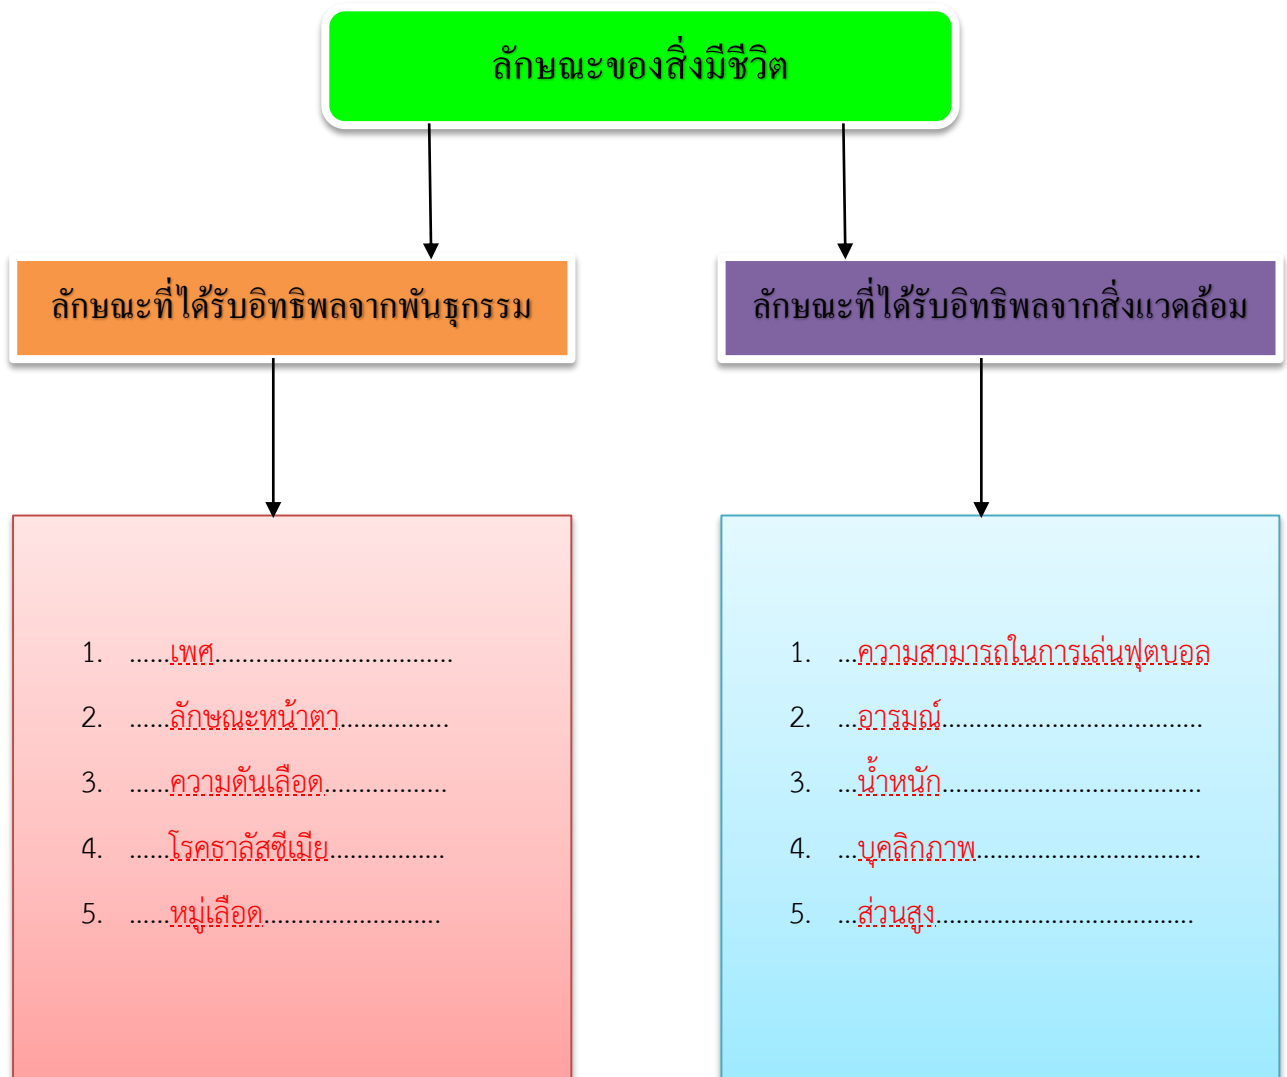 ลักษณะของสิ่งมีชีวิต
ลักษณะที่ได้รับอิทธิพลจากพันธุกรรม
ลักษณะที่ได้รับอิทธิพลจากสิ่งแวดล้อม
1. ......เพศ...................................
2. ......ลักษณะหน้าตา................
3. ......ความดันเลือด..................
4. ......โรคธาลัสซีเมีย.................
5. ......หมู่เลือด..........................
1. ...ความสามารถในการเล่นฟุตบอล
2. ...อารมณ์......................................
3. ...น้ำหนัก......................................
4. ...บุคลิกภาพ.................................
5. ...ส่วนสูง......................................